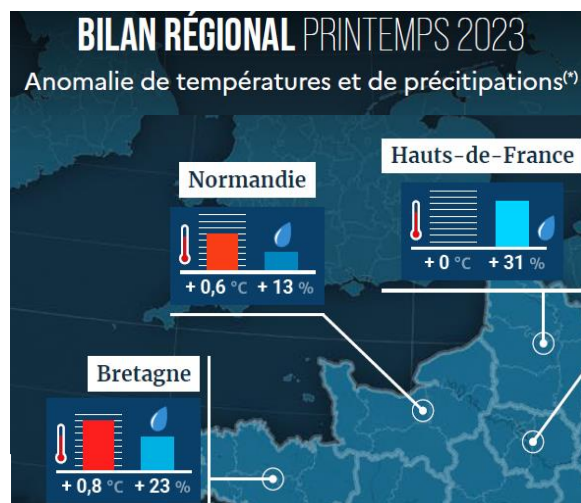 BILAN RÉGIONAL PRINTEMPS 2023
Anomalie de températures et de précitipations(*)
Hauts-de-France
+ 0 °C + 31 %
Normandie
+ 0,6 °C + 13 %
Bretagne
+ 0,8 °C + 23 %